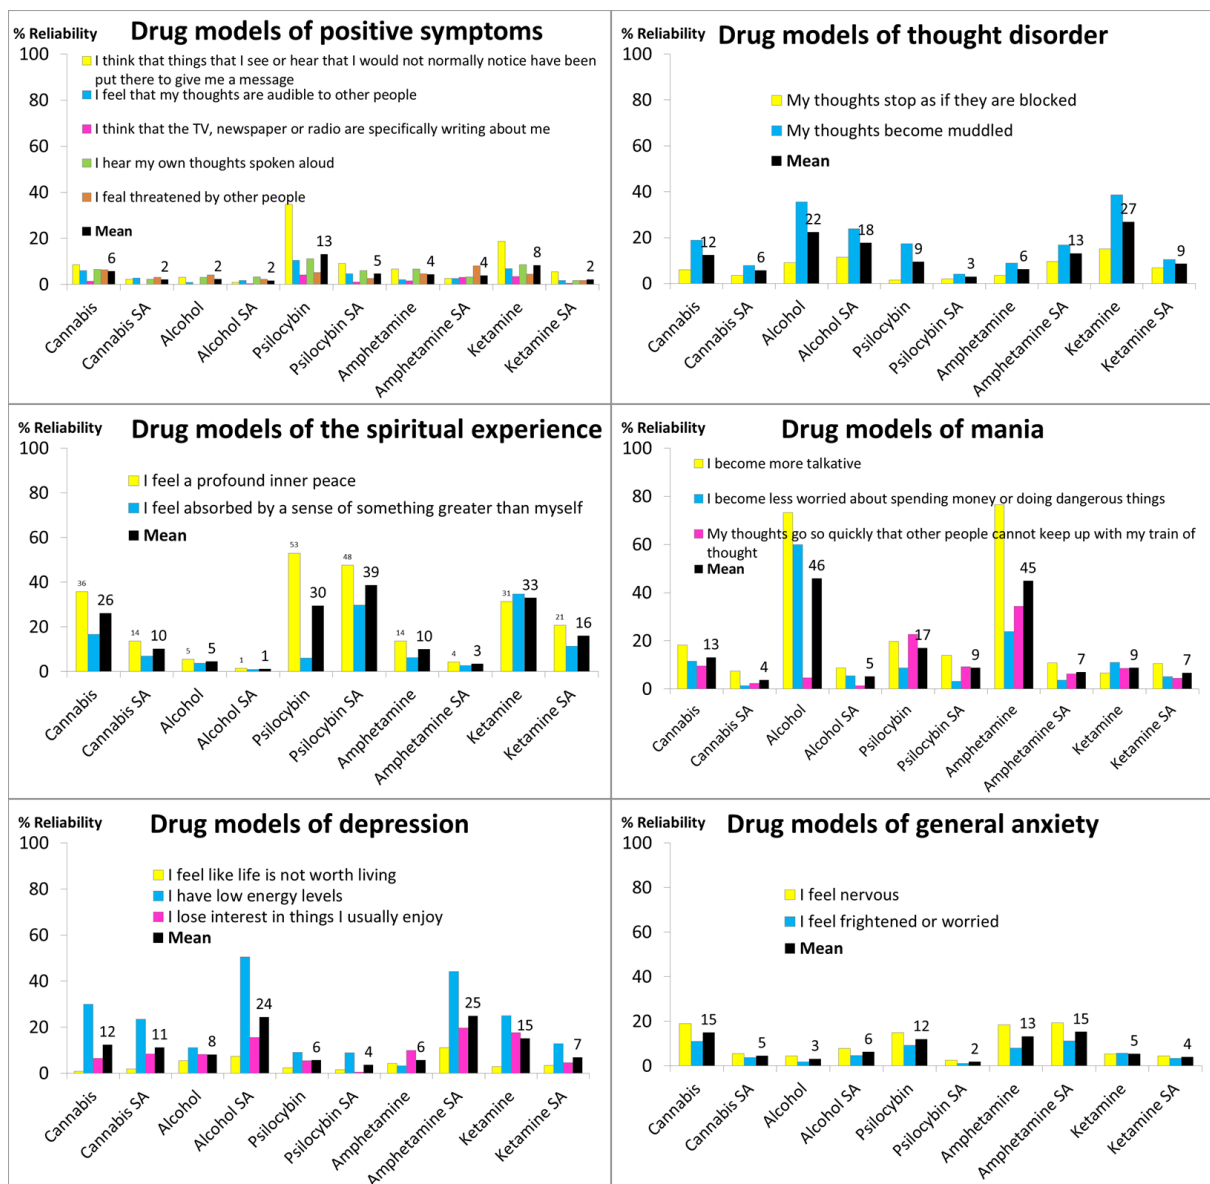 % Reliability
Drug models of positive symptoms
100
80
60
40
20
0
I think that things that I see or hear that I would not normally notice have been
put there to give me a message
I feel that my thoughts are audible to other people
I think that the TV, newspaper or radio are specifically writing about me
I hear my own thoughts spoken aloud
I feal threatened by other people
Mean
6 2 2 2 13 5 4 4 8 2
Cannabis
Cannabis SA
Alcohol
Alcohol SA
Psilocybin
Psilocybin SA
Amphetamine
Amphetamine SA
Ketamine
Ketamine SA
% Reliability
Drug models of thought disorder
100
80
60
40
20
0
My thoughts stop as if they are blocked
My thoughts become muddled
Mean
12 6 22 18 9 3 6 13 27 9
Cannabis
Cannabis SA
Alcohol
Alcohol SA
Psilocybin
Psilocybin SA
Amphetamine
Amphetamine SA
Ketamine
Ketamine SA
% Reliability
Drug models of the spiritual experience
100
80
60
40
20
0
I feel a profound inner peace
I feel absorbed by a sense of something greater than myself
Mean
36 26 14 10 5 5 1 1 53 30 48 39 14 10 4 3 31 33 21 16
Cannabis
Cannabis SA
Alcohol
Alcohol SA
Psilocybin
Psilocybin SA
Amphetamine
Amphetamine SA
Ketamine
Ketamine SA
% Reliability
Drug models of mania
100
80
60
40
20
0
I become more talkative
I become less worried about spending money or doing dangerous things
My thoughts go so quickly that other people cannot keep up with my train of
thought
Mean
13 4 46 5 17 9 45 7 9 7
Cannabis
Cannabis SA
Alcohol
Alcohol SA
Psilocybin
Psilocybin SA
Amphetamine
Amphetamine SA
Ketamine
Ketamine SA
% Reliability
Drug models of depression
100
80
60
40
20
0
I feel like life is not worth living
I have low energy levels
I lose interest in things I usually enjoy
Mean
12 11 8 24 6 4 6 25 15 7
Cannabis
Cannabis SA
Alcohol
Alcohol SA
Psilocybin
Psilocybin SA
Amphetamine
Amphetamine SA
Ketamine
Ketamine SA
% Reliability
Drug models of general anxiety
100
80
60
40
20
0
I feel nervous
I feel frightened or worried
Mean
15 5 3 6 12 2 13 15 5 4
Cannabis
Cannabis SA
Alcohol
Alcohol SA
Psilocybin
Psilocybin SA
Amphetamine
Amphetamine SA
Ketamine
Ketamine SA